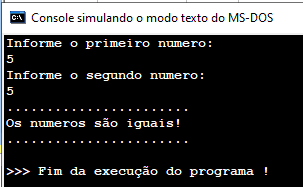 C:\ Console simulando o modo texto do MS-DOS
Informe o primeiro numero:
5
Informe o segundo numero:
5
.......................
Os numeros são iguais!
.......................
>>> Fim da execução do programa !